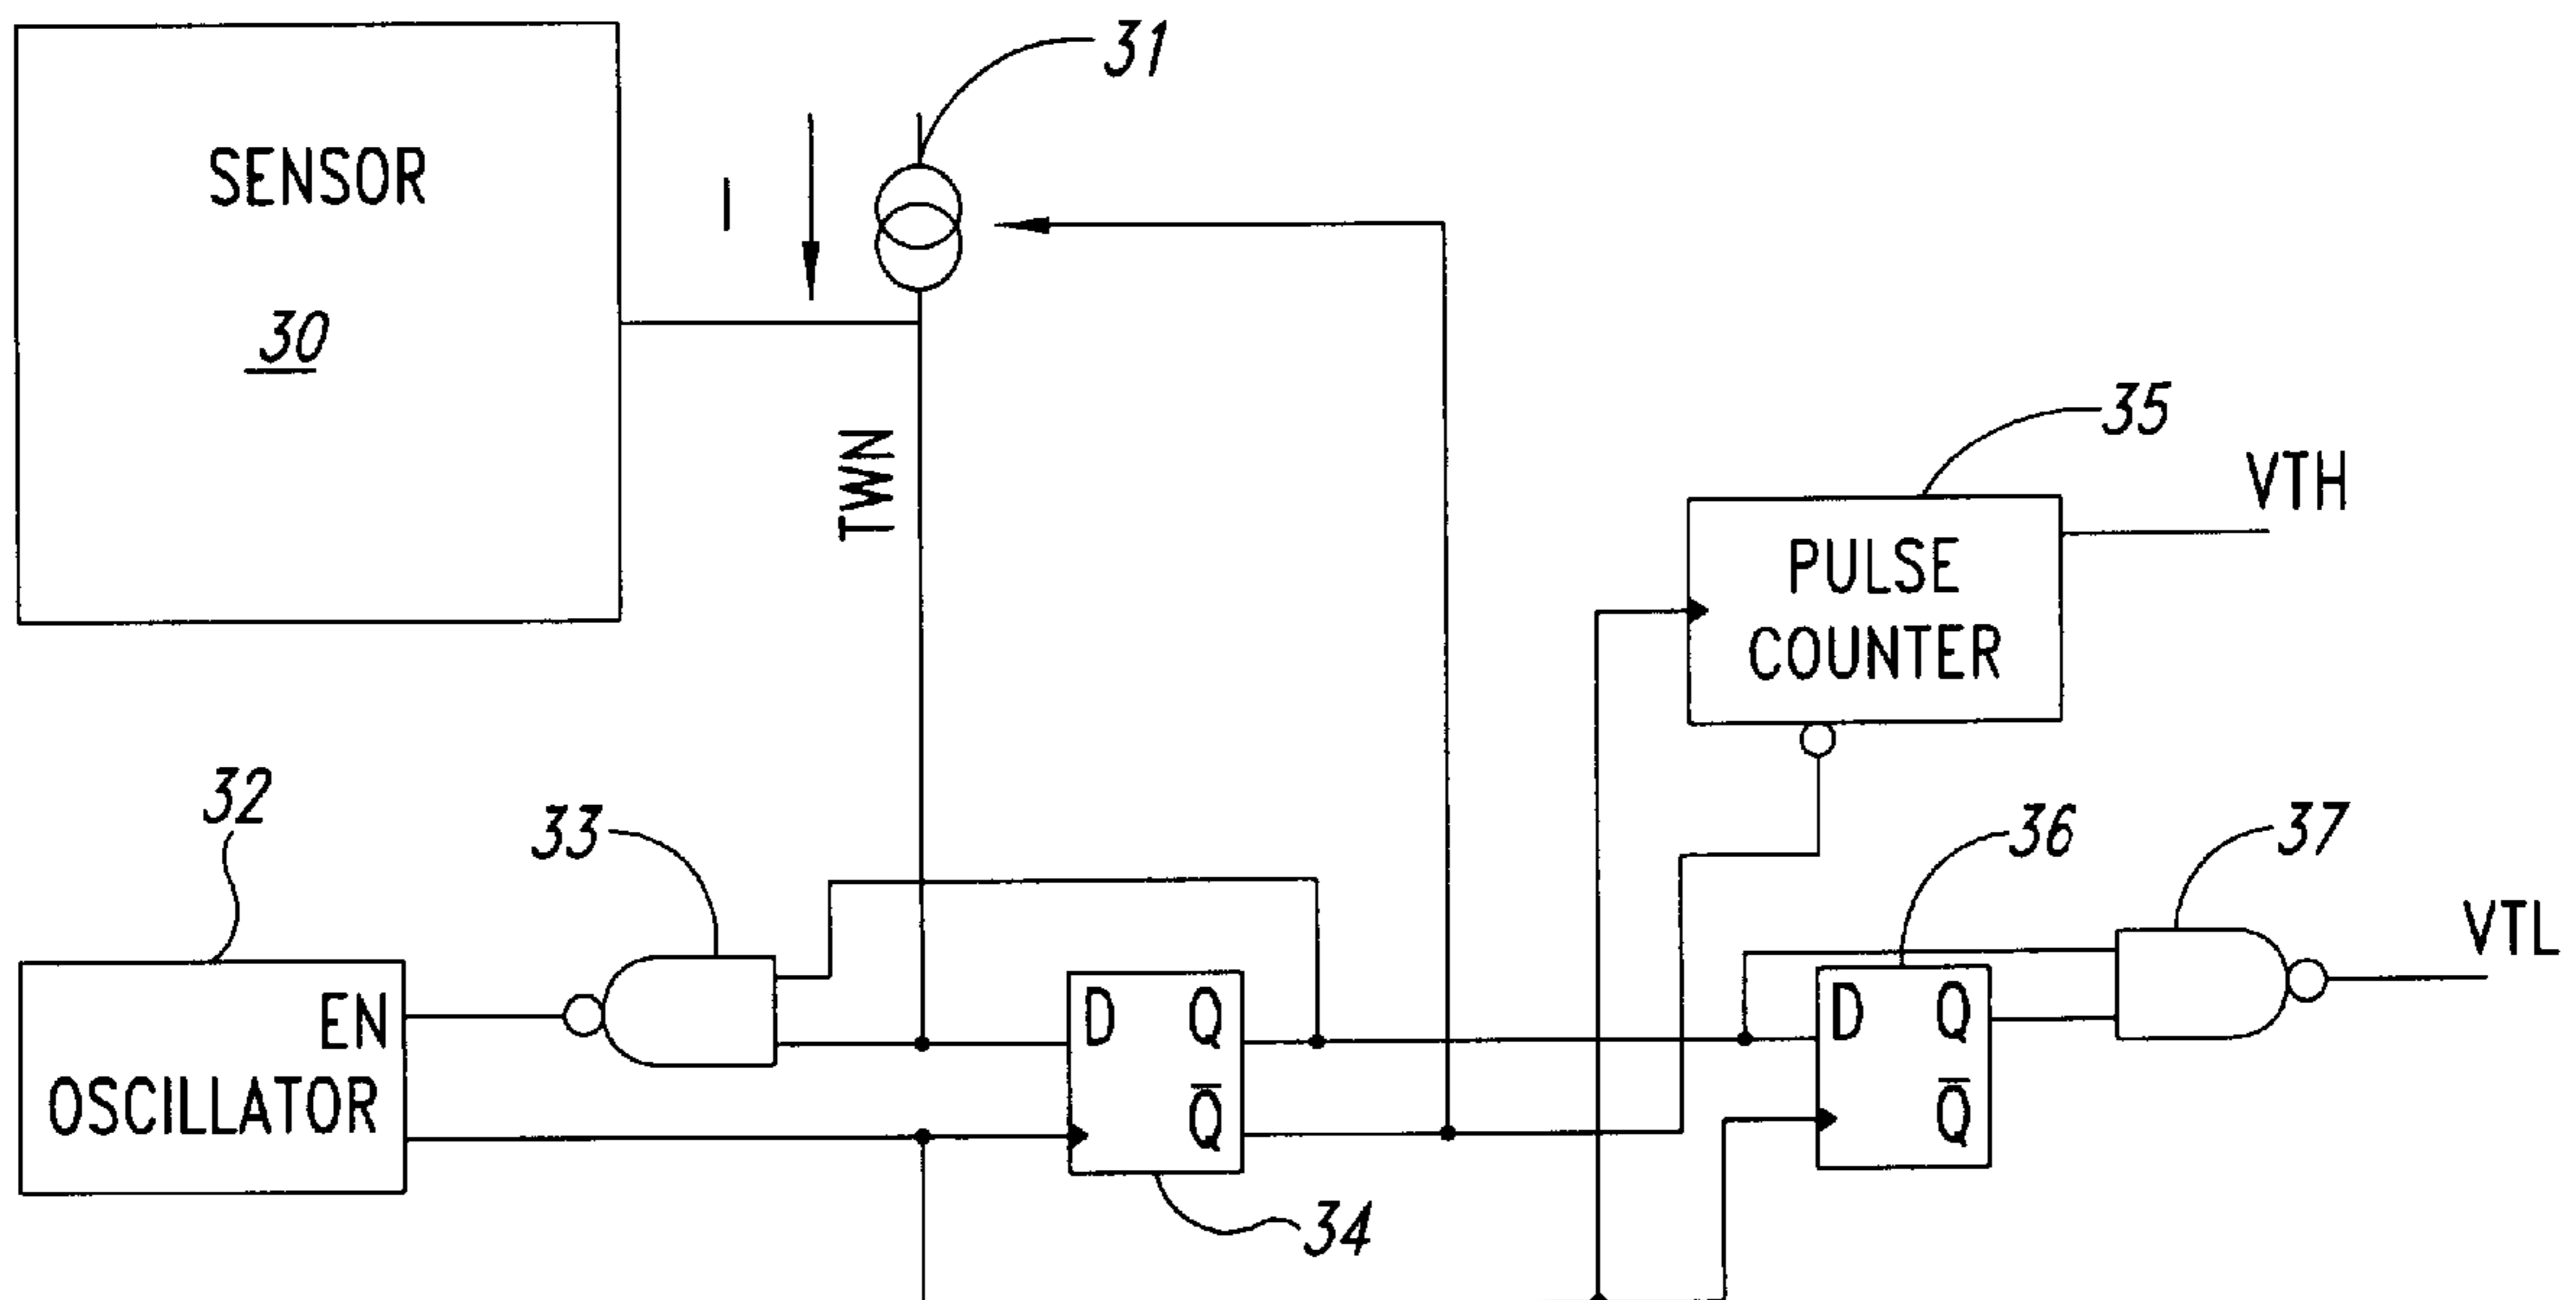 31
SENSOR
I
30
TWN
35
VTH
PULSE
COUNTER
32
33
36
37
VTL
EN
OSCILLATOR
D Q
Q̅
D Q
Q̅
34